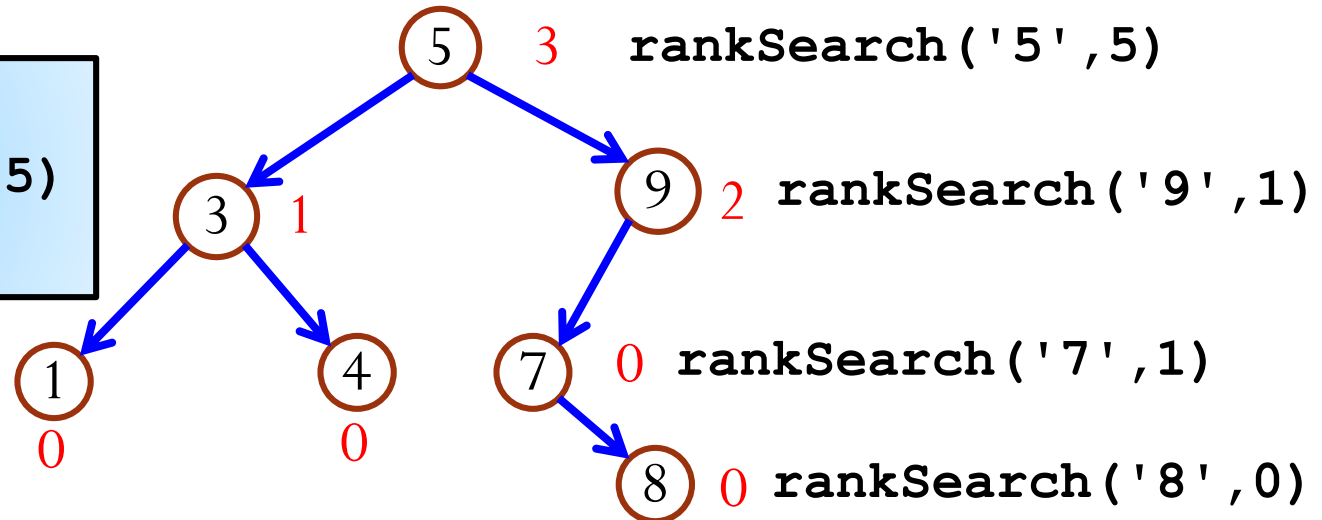 5 3 rankSearch('5',5)
5)
3 1
9 2 rankSearch('9',1)
1
0
4
0
7 0 rankSearch('7',1)
8 0 rankSearch('8',0)